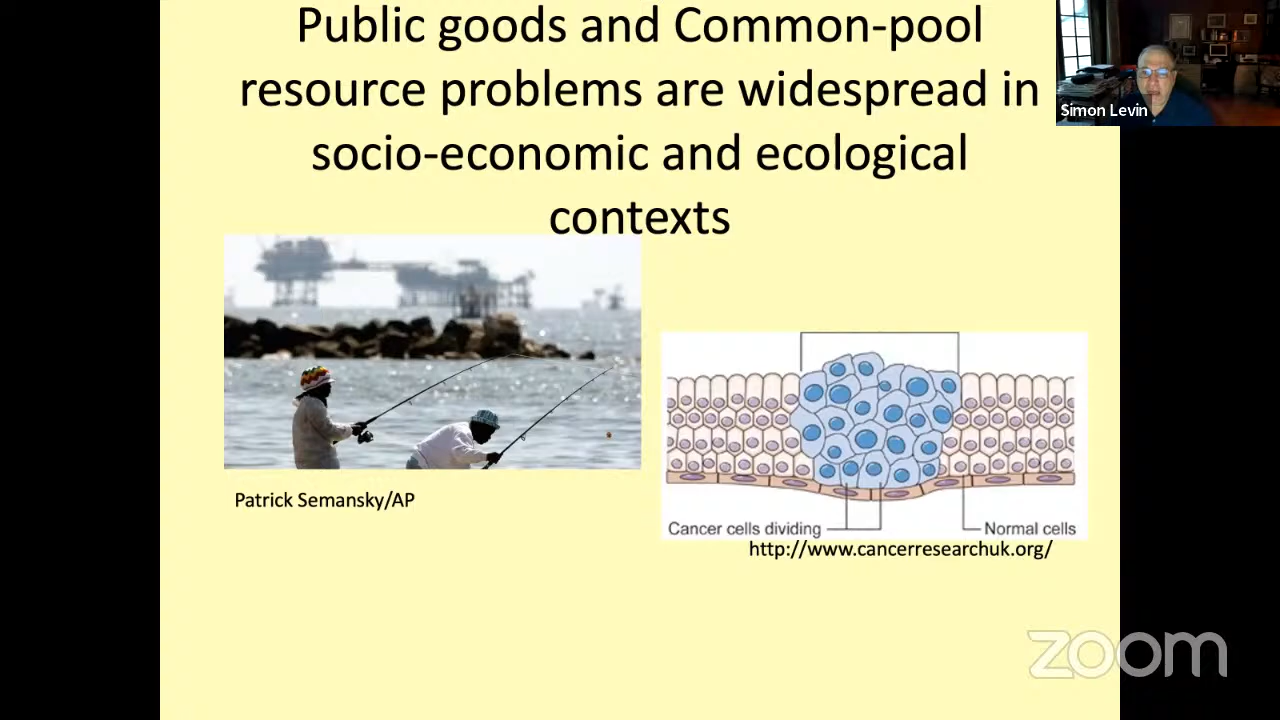 Public goods and Common-pool
resource problems are widespread in
socio-economic and ecological
contexts
Simon Levin
Patrick Semansky/AP
Cancer cells dividing
Normal cells
http://www.cancerresearchuk.org/
zoom